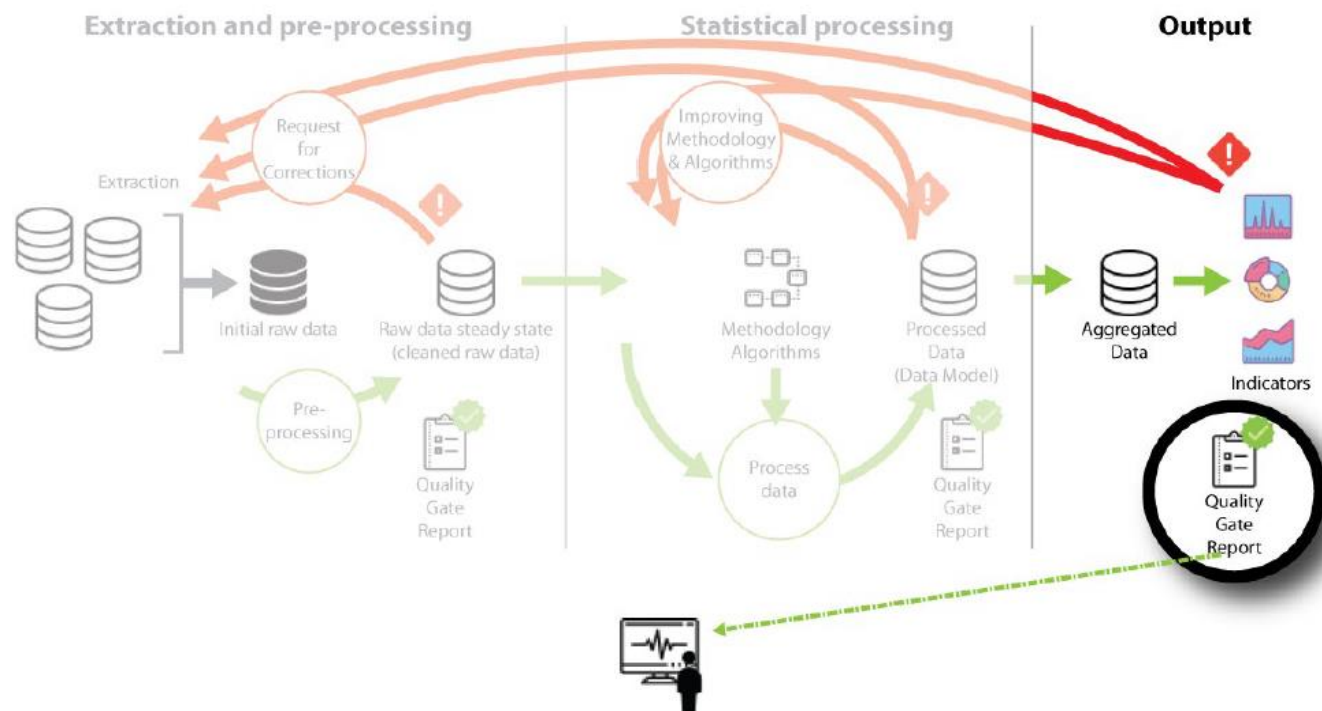 Extraction and pre-processing
Statistical processing
Output
Request
for
Corrections
Improving
Methodology
& Algorithms
!
!
!
Extraction
Initial raw data
Raw data steady state
(cleaned raw data)
Methodology
Algorithms
Processed
Data
(Data Model)
Aggregated
Data
Indicators
Pre-
processing
Quality
Gate
Report
Process
data
Quality
Gate
Report
Quality
Gate
Report